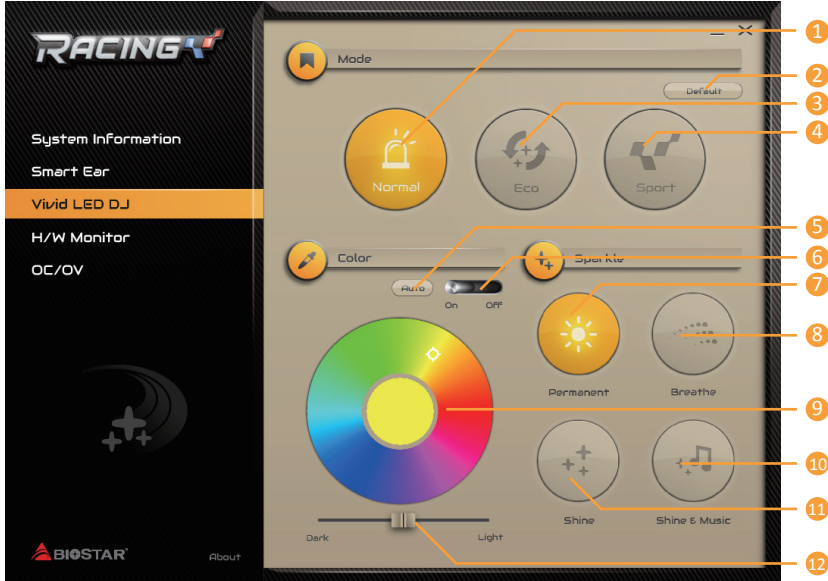 RACING
System Information
Smart Ear
Vivid LED DJ
H/W Monitor
OC/OV
BIOSTAR®
About
Mode
Default
Normal
Eco
Sport
Color
Auto
On OFF
Dark Light
Sparkle
Permanent Breathe
Shine Shine & Music
1
2
3
4
5
6
7
8
9
10
11
12